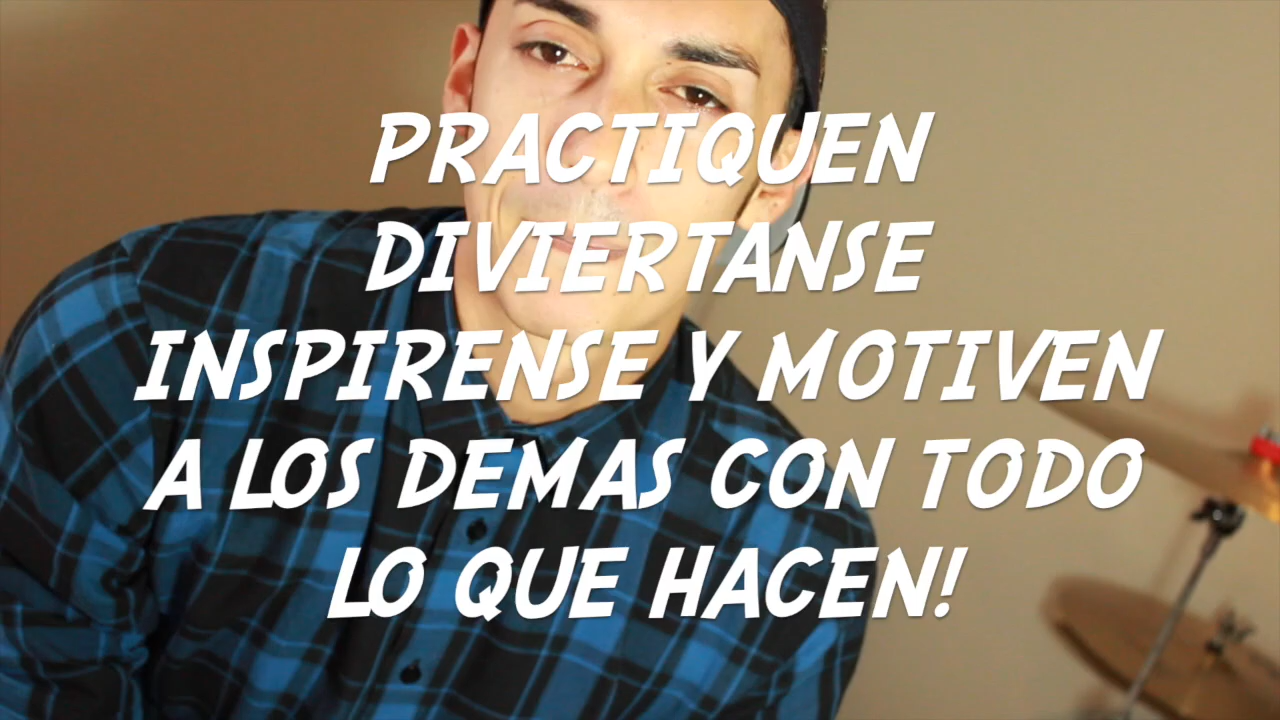 PRACTIQUEN
DIVIERTANSE
INSPIRENSE Y MOTIVEN
A LOS DEMAS CON TODO
LO QUE HACEN!